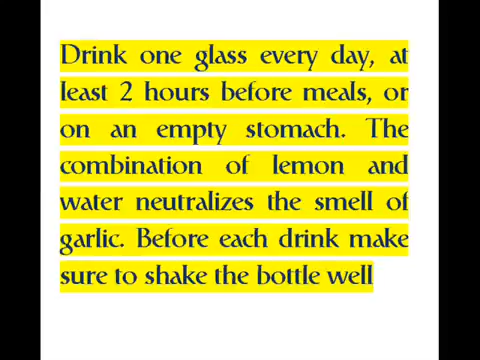 Drink one glass every day, at
least 2 hours before meals, or
on an empty stomach. The
combination of lemon and
water neutralizes the smell of
garlic. Before each drink make
sure to shake the bottle well